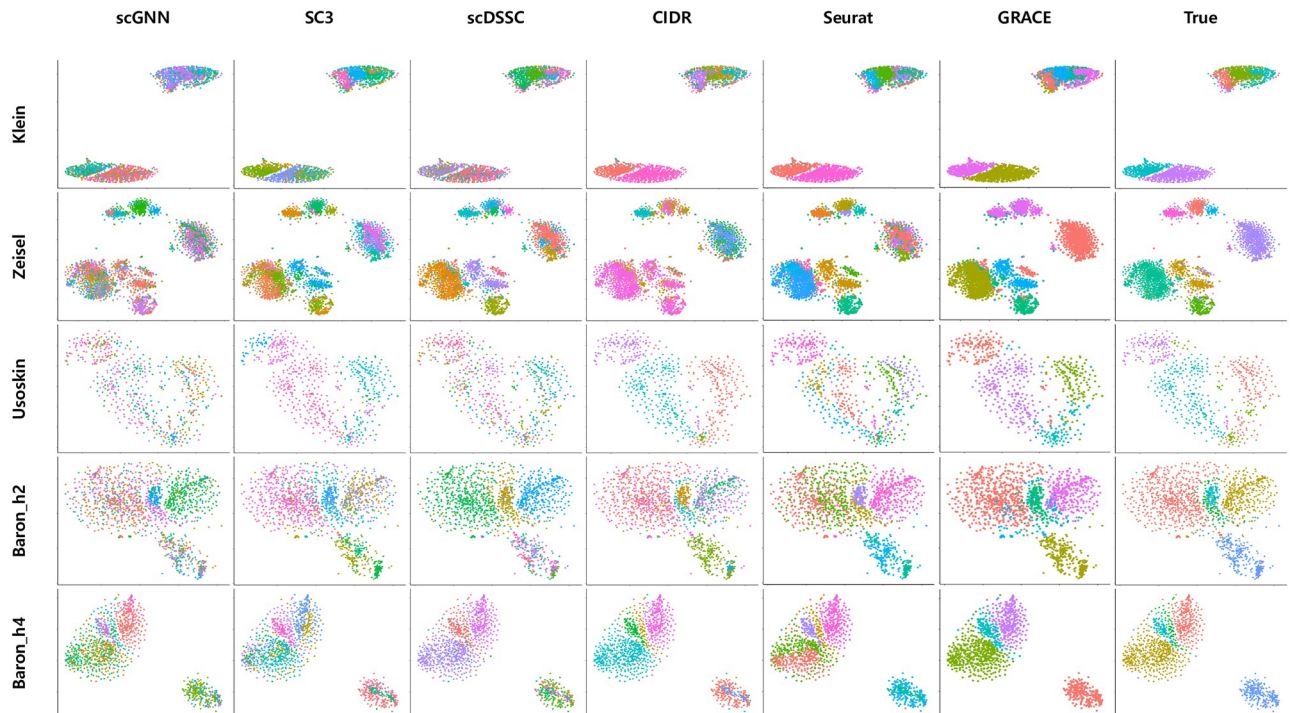 scGNN SC3 scDSSC CIDR Seurat GRACE True
Klein
Zeisel
Usoskin
Baron_h2
Baron_h4